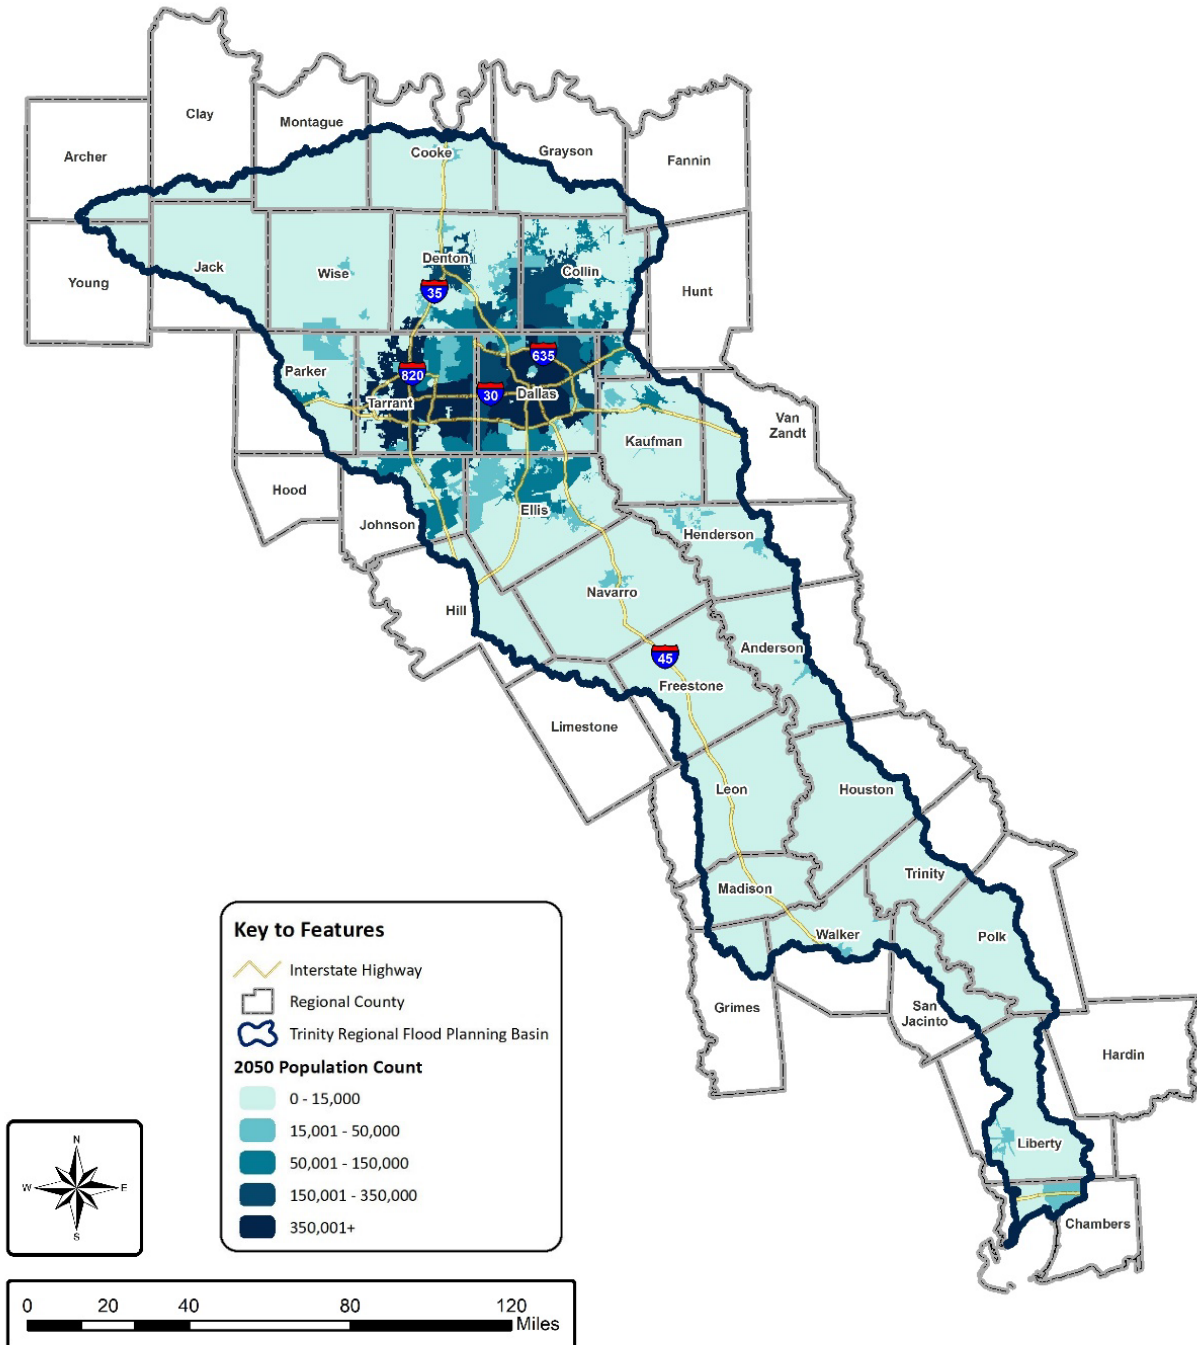 Clay
Montague
Archer
Cooke
Grayson
Fannin
Young
Jack
Wise
Denton
Collin
Hunt
35
635
Parker
820
30
Tarrant
Dallas
Van
Zandt
Kaufman
Hood
Johnson
Ellis
Henderson
Navarro
Hill
Anderson
45
Freestone
Limestone
Leon
Houston
Madison
Trinity
Walker
Polk
Grimes
San
Jacinto
Hardin
Liberty
Chambers
Key to Features
Interstate Highway
Regional County
Trinity Regional Flood Planning Basin
2050 Population Count
0 - 15,000
15,001 - 50,000
50,001 - 150,000
150,001 - 350,000
350,001+
N
W E
S
0 20 40 80 120
Miles